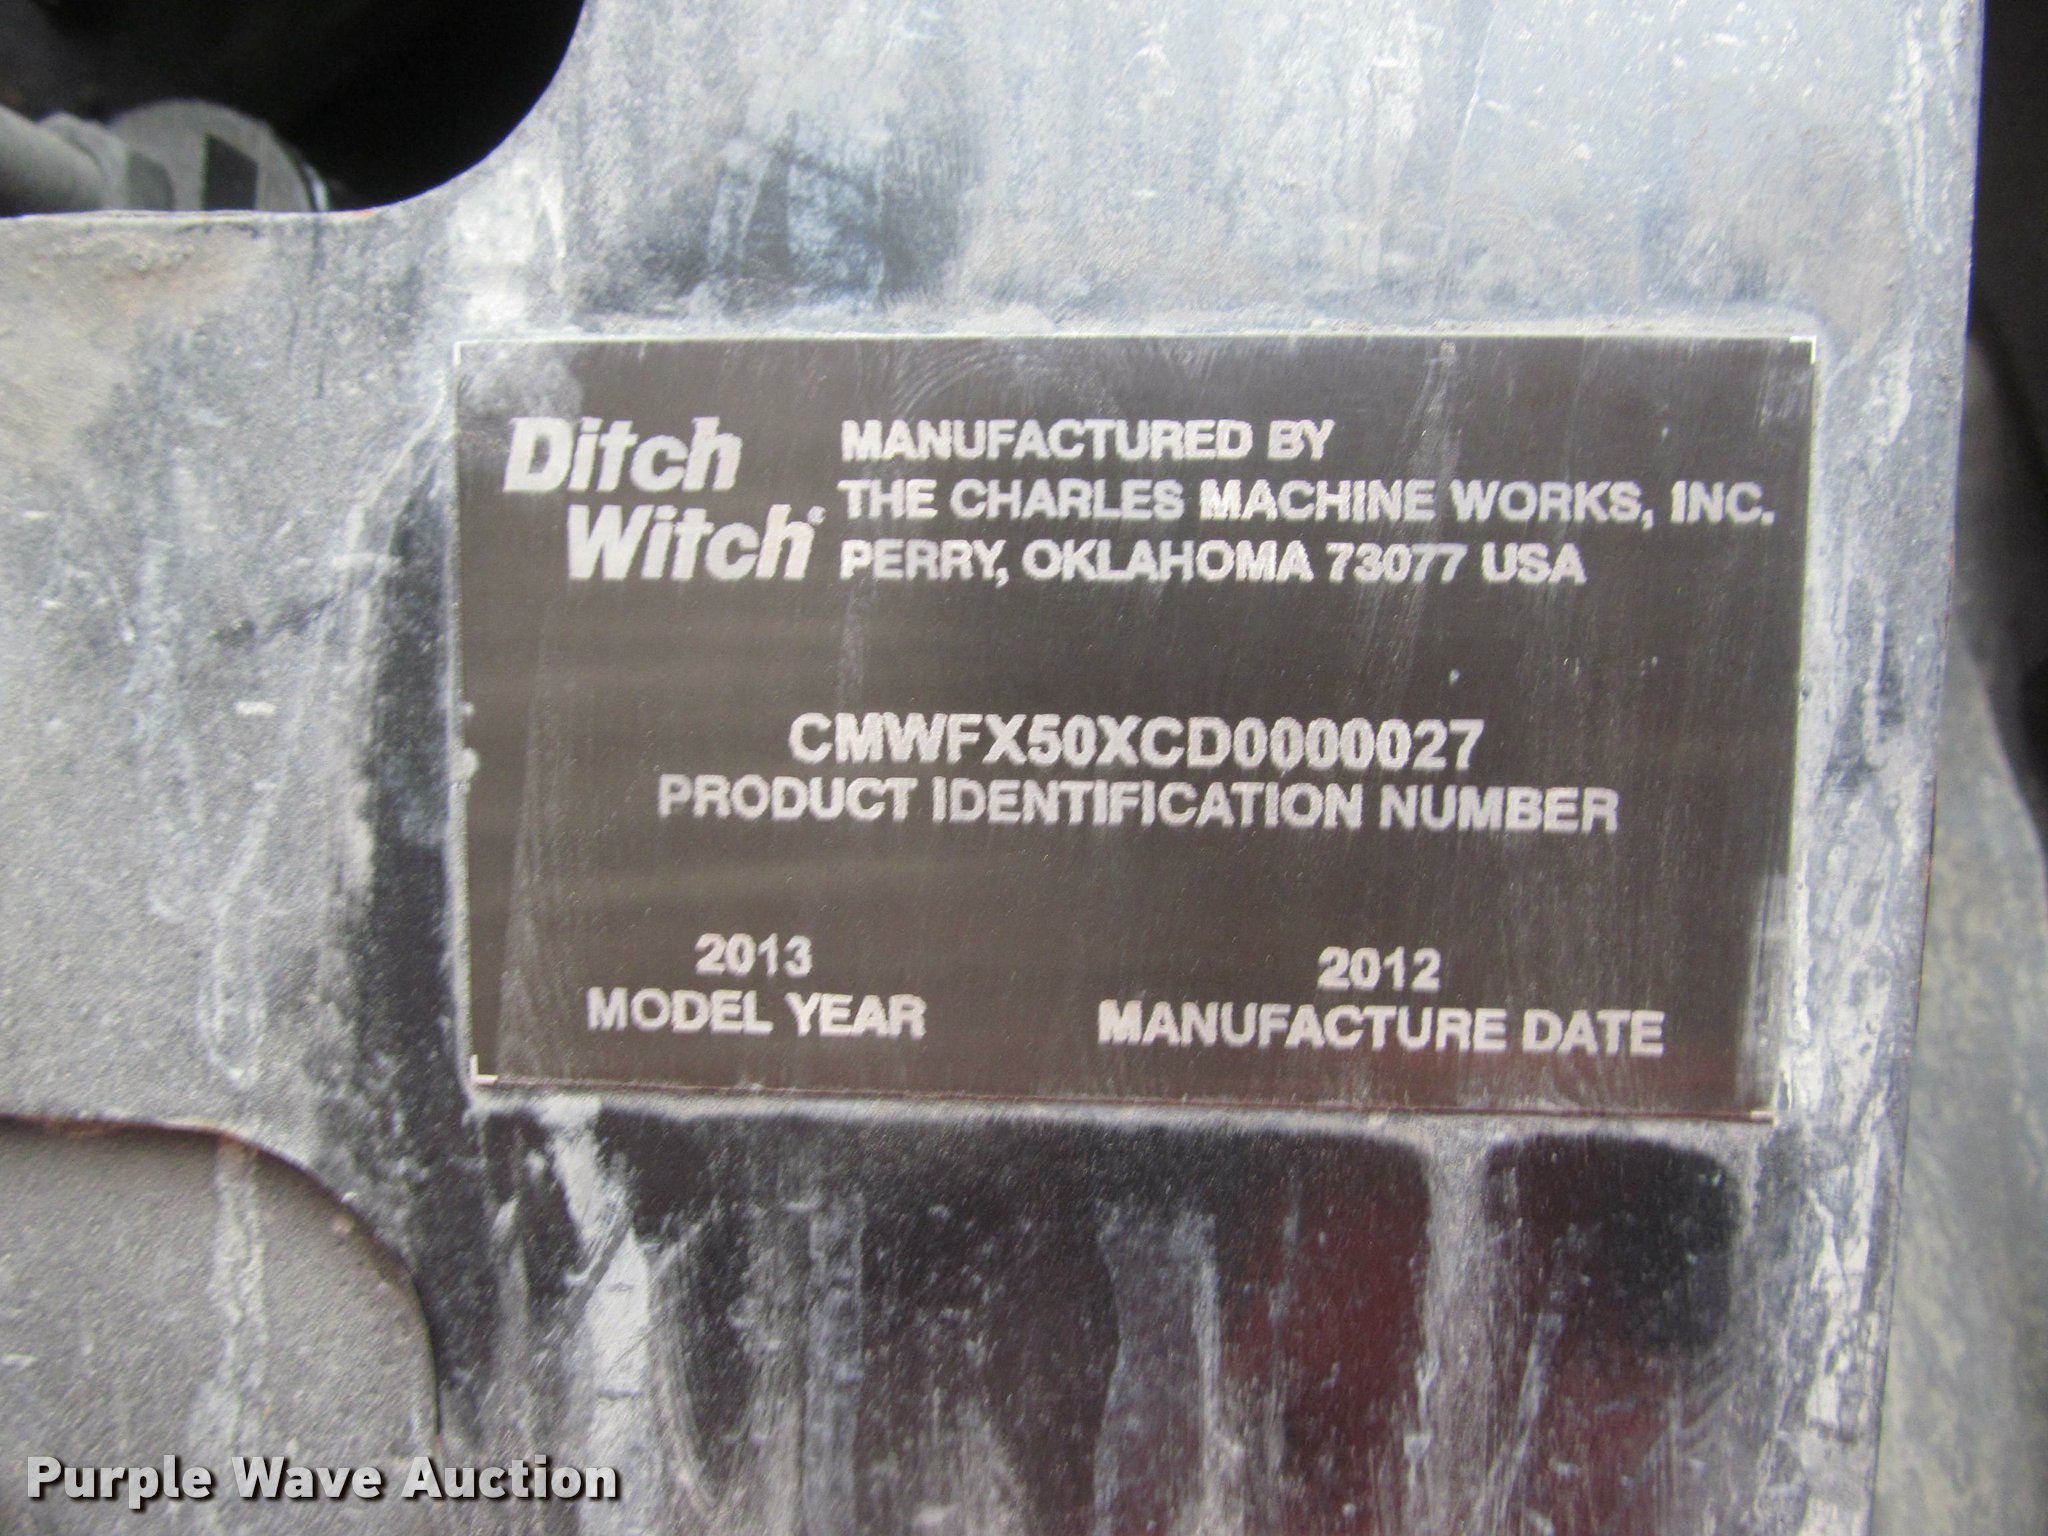 Ditch
Witch®
MANUFACTURED BY
THE CHARLES MACHINE WORKS, INC.
PERRY, OKLAHOMA 73077 USA
CMWFX50XCD0000027
PRODUCT IDENTIFICATION NUMBER
2013
MODEL YEAR
2012
MANUFACTURE DATE
Purple Wave Auction